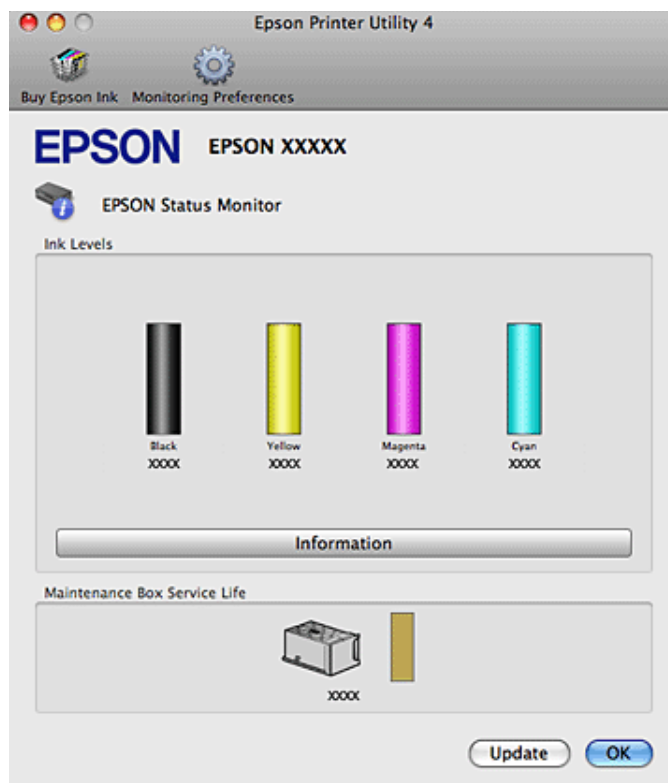 Epson Printer Utility 4
Buy Epson Ink Monitoring Preferences
EPSON EPSON XXXXX
EPSON Status Monitor
Ink Levels
Black Yellow Magenta Cyan
XXXX XXXX XXXX XXXX
Information
Maintenance Box Service Life
XXXX
Update OK